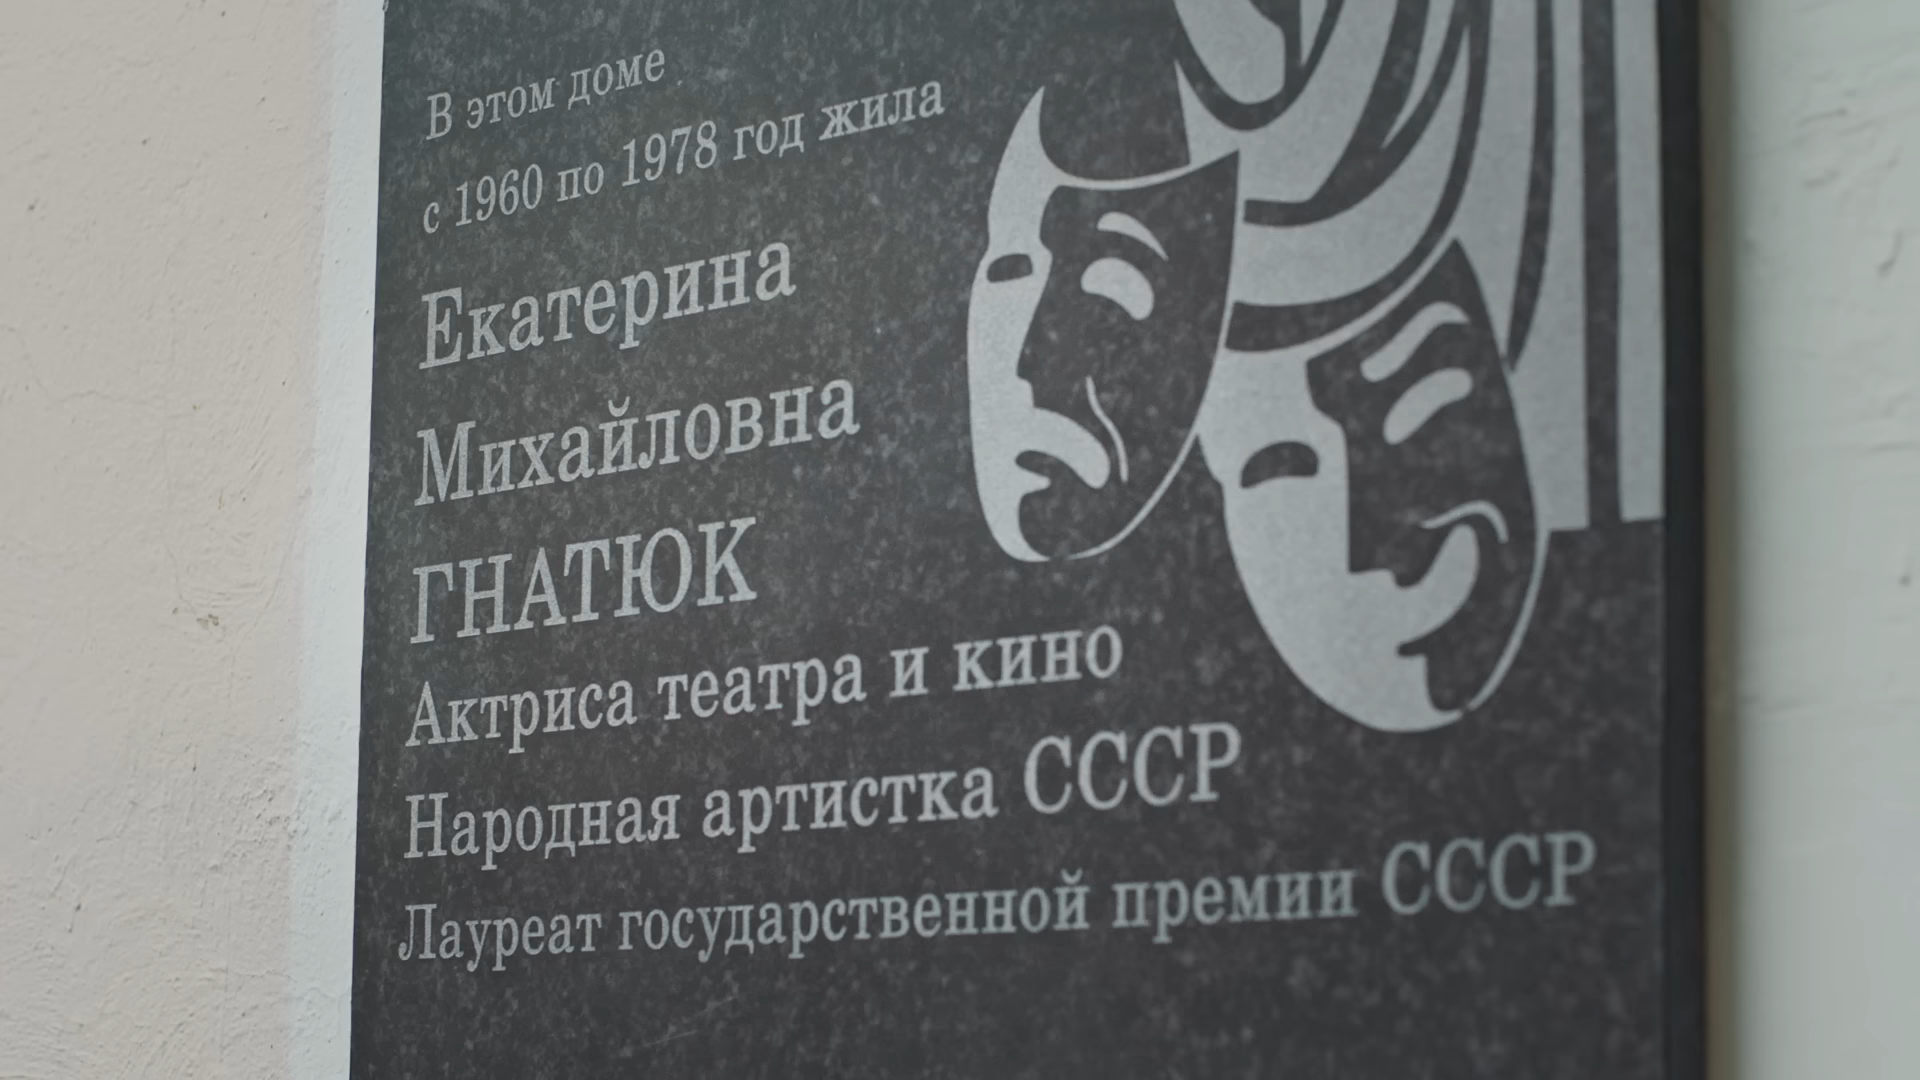 В этом доме
с 1960 по 1978 год жила
Екатерина
Михайловна
ГНАТЮК
Актриса театра и кино
Народная артистка СССР
Лауреат государственной премии СССР